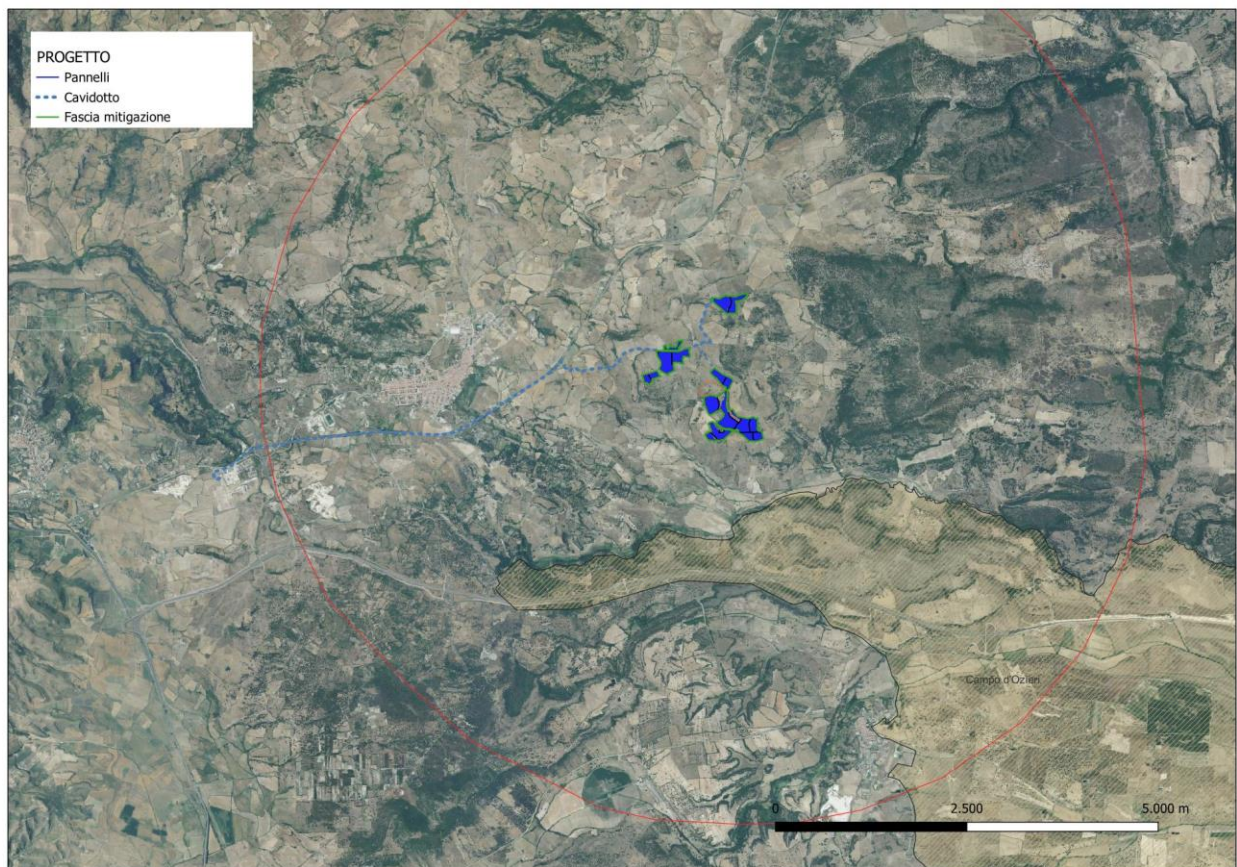 PROGETTO
Pannelli
Cavidotto
Fascia mitigazione
Campo d'Ozieri
0 2.500 5.000 m